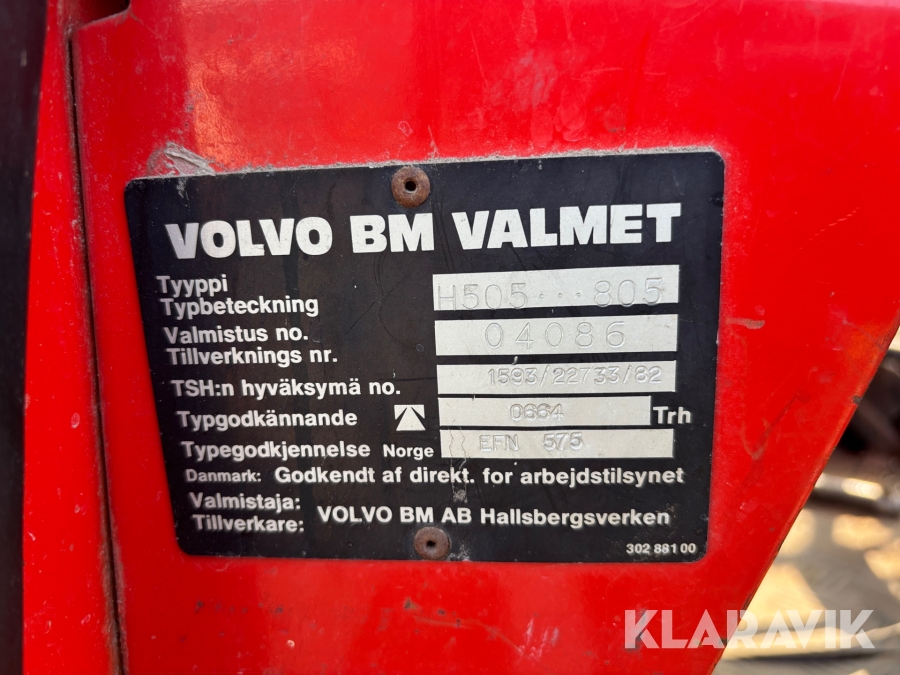 VOLVO BM VALMET
Tyyppi
Typbeteckning H505...805
Valmistus no.
Tillverknings nr. 04086
TSH:n hyväksymä no. 1593/22733/82
Typgodkännande 0664 Trh
Typegodkjennelse Norge EFN 575
Danmark: Godkendt af direkt. for arbejdstilsynet
Valmistaja:
Tillverkare: VOLVO BM AB Hallsbergsverken
302 881 00
KLARAVIK